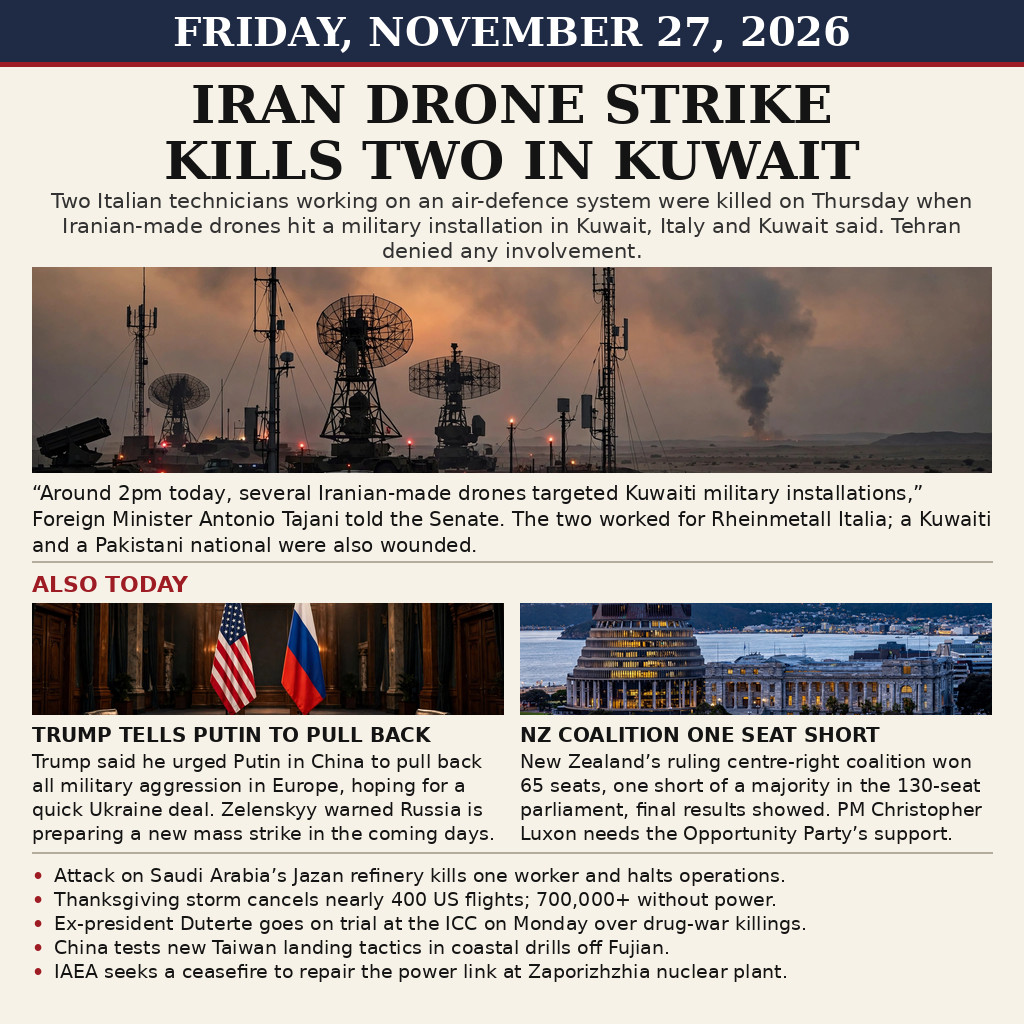 FRIDAY, NOVEMBER 27, 2026
IRAN DRONE STRIKE
KILLS TWO IN KUWAIT
Two Italian technicians working on an air-defence system were killed on Thursday when
Iranian-made drones hit a military installation in Kuwait, Italy and Kuwait said. Tehran
denied any involvement.
“Around 2pm today, several Iranian-made drones targeted Kuwaiti military installations,”
Foreign Minister Antonio Tajani told the Senate. The two worked for Rheinmetall Italia; a Kuwaiti
and a Pakistani national were also wounded.
ALSO TODAY
TRUMP TELLS PUTIN TO PULL BACK
Trump said he urged Putin in China to pull back
all military aggression in Europe, hoping for a
quick Ukraine deal. Zelenskyy warned Russia is
preparing a new mass strike in the coming days.
NZ COALITION ONE SEAT SHORT
New Zealand’s ruling centre-right coalition won
65 seats, one short of a majority in the 130-seat
parliament, final results showed. PM Christopher
Luxon needs the Opportunity Party’s support.
• Attack on Saudi Arabia’s Jazan refinery kills one worker and halts operations.
• Thanksgiving storm cancels nearly 400 US flights; 700,000+ without power.
• Ex-president Duterte goes on trial at the ICC on Monday over drug-war killings.
• China tests new Taiwan landing tactics in coastal drills off Fujian.
• IAEA seeks a ceasefire to repair the power link at Zaporizhzhia nuclear plant.